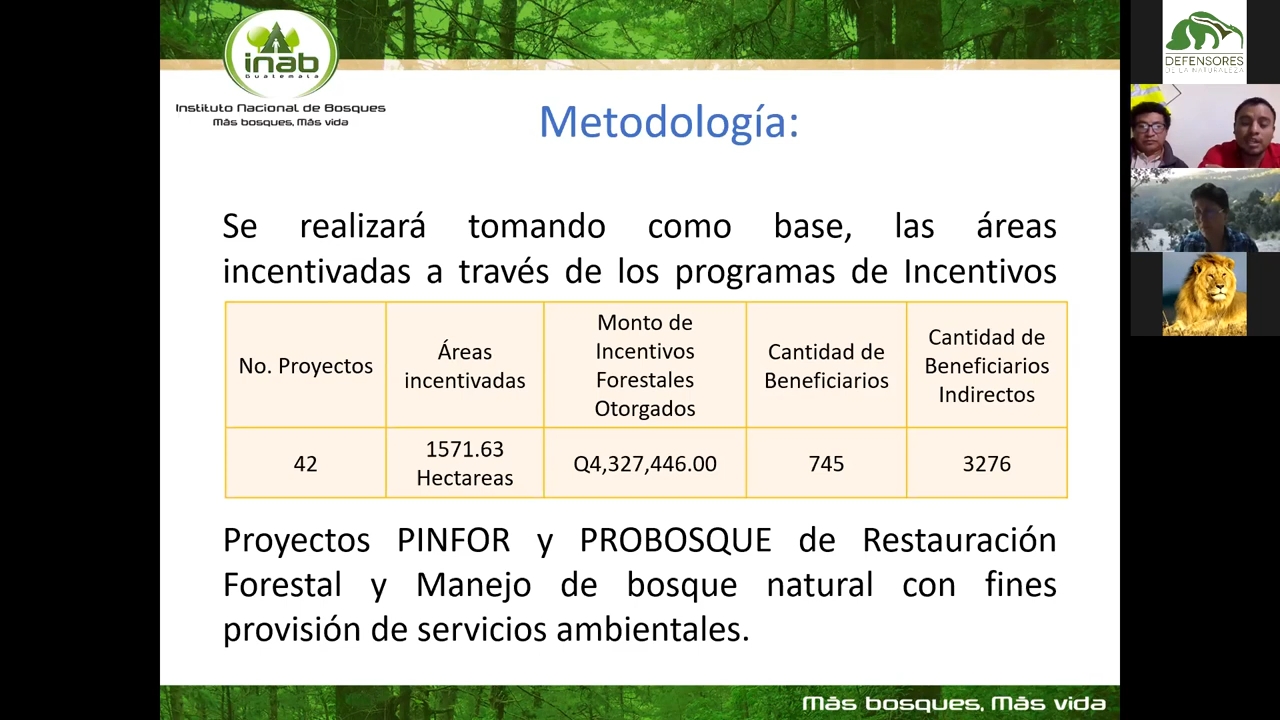 inab
Guatemala
Instituto Nacional de Bosques
Más bosques, Más vida
Metodología:
Se realizará tomando como base, las áreas
incentivadas a través de los programas de Incentivos
No. Proyectos
Áreas
incentivadas
Monto de
Incentivos
Forestales
Otorgados
Cantidad de
Beneficiarios
Cantidad de
Beneficiarios
Indirectos
42
1571.63
Hectareas
Q4,327,446.00
745
3276
Proyectos PINFOR y PROBOSQUE de Restauración
Forestal y Manejo de bosque natural con fines
provisión de servicios ambientales.
Más bosques, Más vida
DEFENSORES
DE LA NATURALEZA